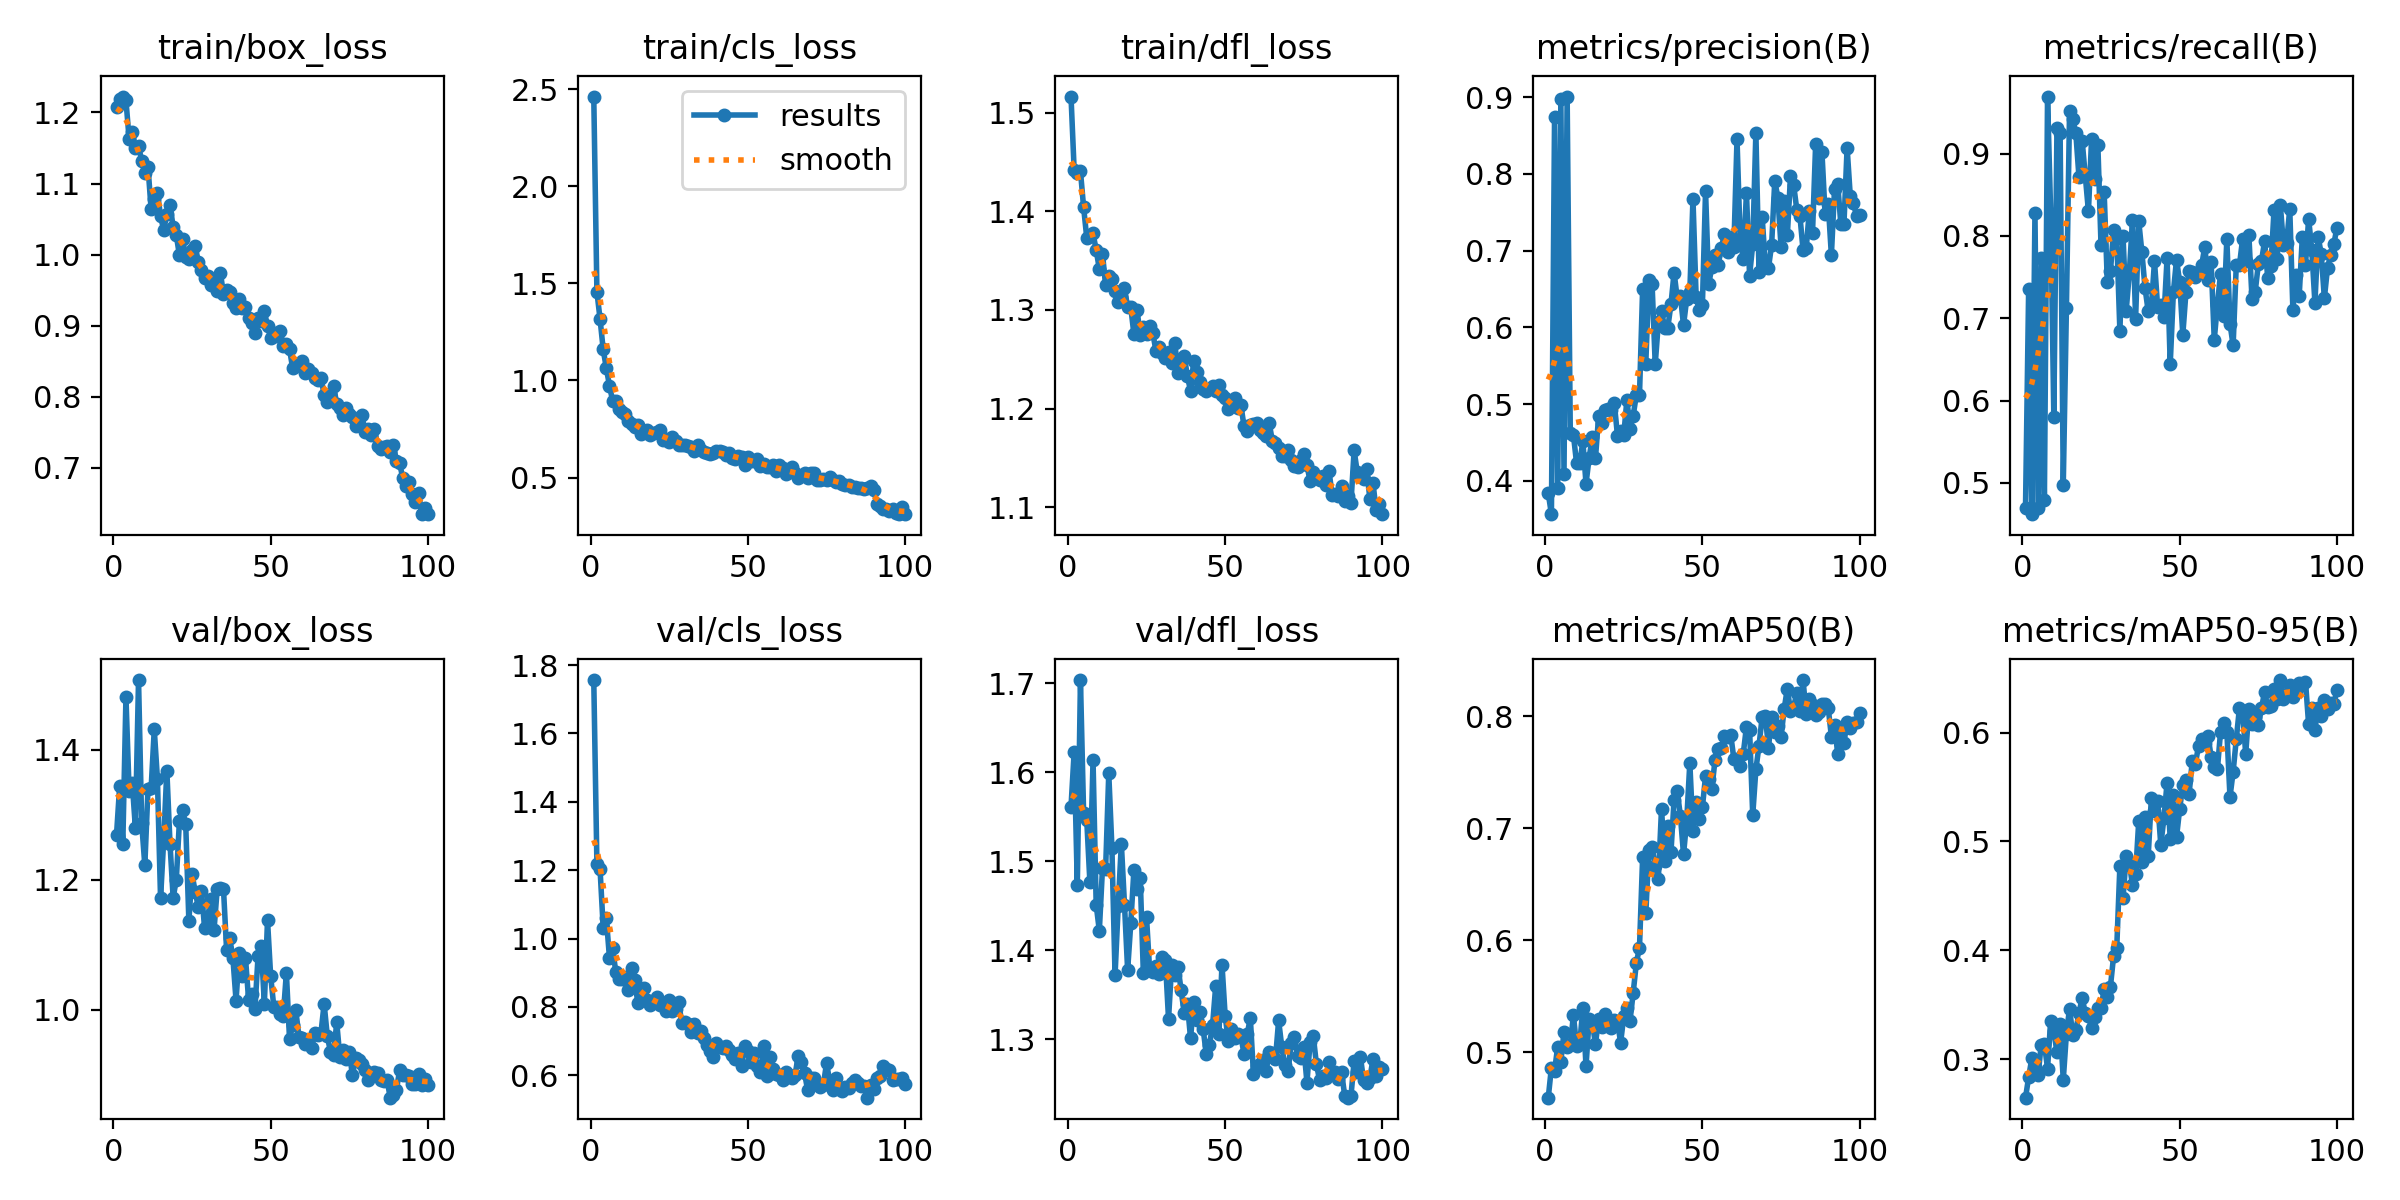 train/box_loss
1.2
1.1
1.0
0.9
0.8
0.7
0 50 100
train/cls_loss
results
smooth
2.5
2.0
1.5
1.0
0.5
0 50 100
train/dfl_loss
1.5
1.4
1.3
1.2
1.1
0 50 100
metrics/precision(B)
0.9
0.8
0.7
0.6
0.5
0.4
0 50 100
metrics/recall(B)
0.9
0.8
0.7
0.6
0.5
0 50 100
val/box_loss
1.4
1.2
1.0
0 50 100
val/cls_loss
1.8
1.6
1.4
1.2
1.0
0.8
0.6
0 50 100
val/dfl_loss
1.7
1.6
1.5
1.4
1.3
0 50 100
metrics/mAP50(B)
0.8
0.7
0.6
0.5
0 50 100
metrics/mAP50-95(B)
0.6
0.5
0.4
0.3
0 50 100